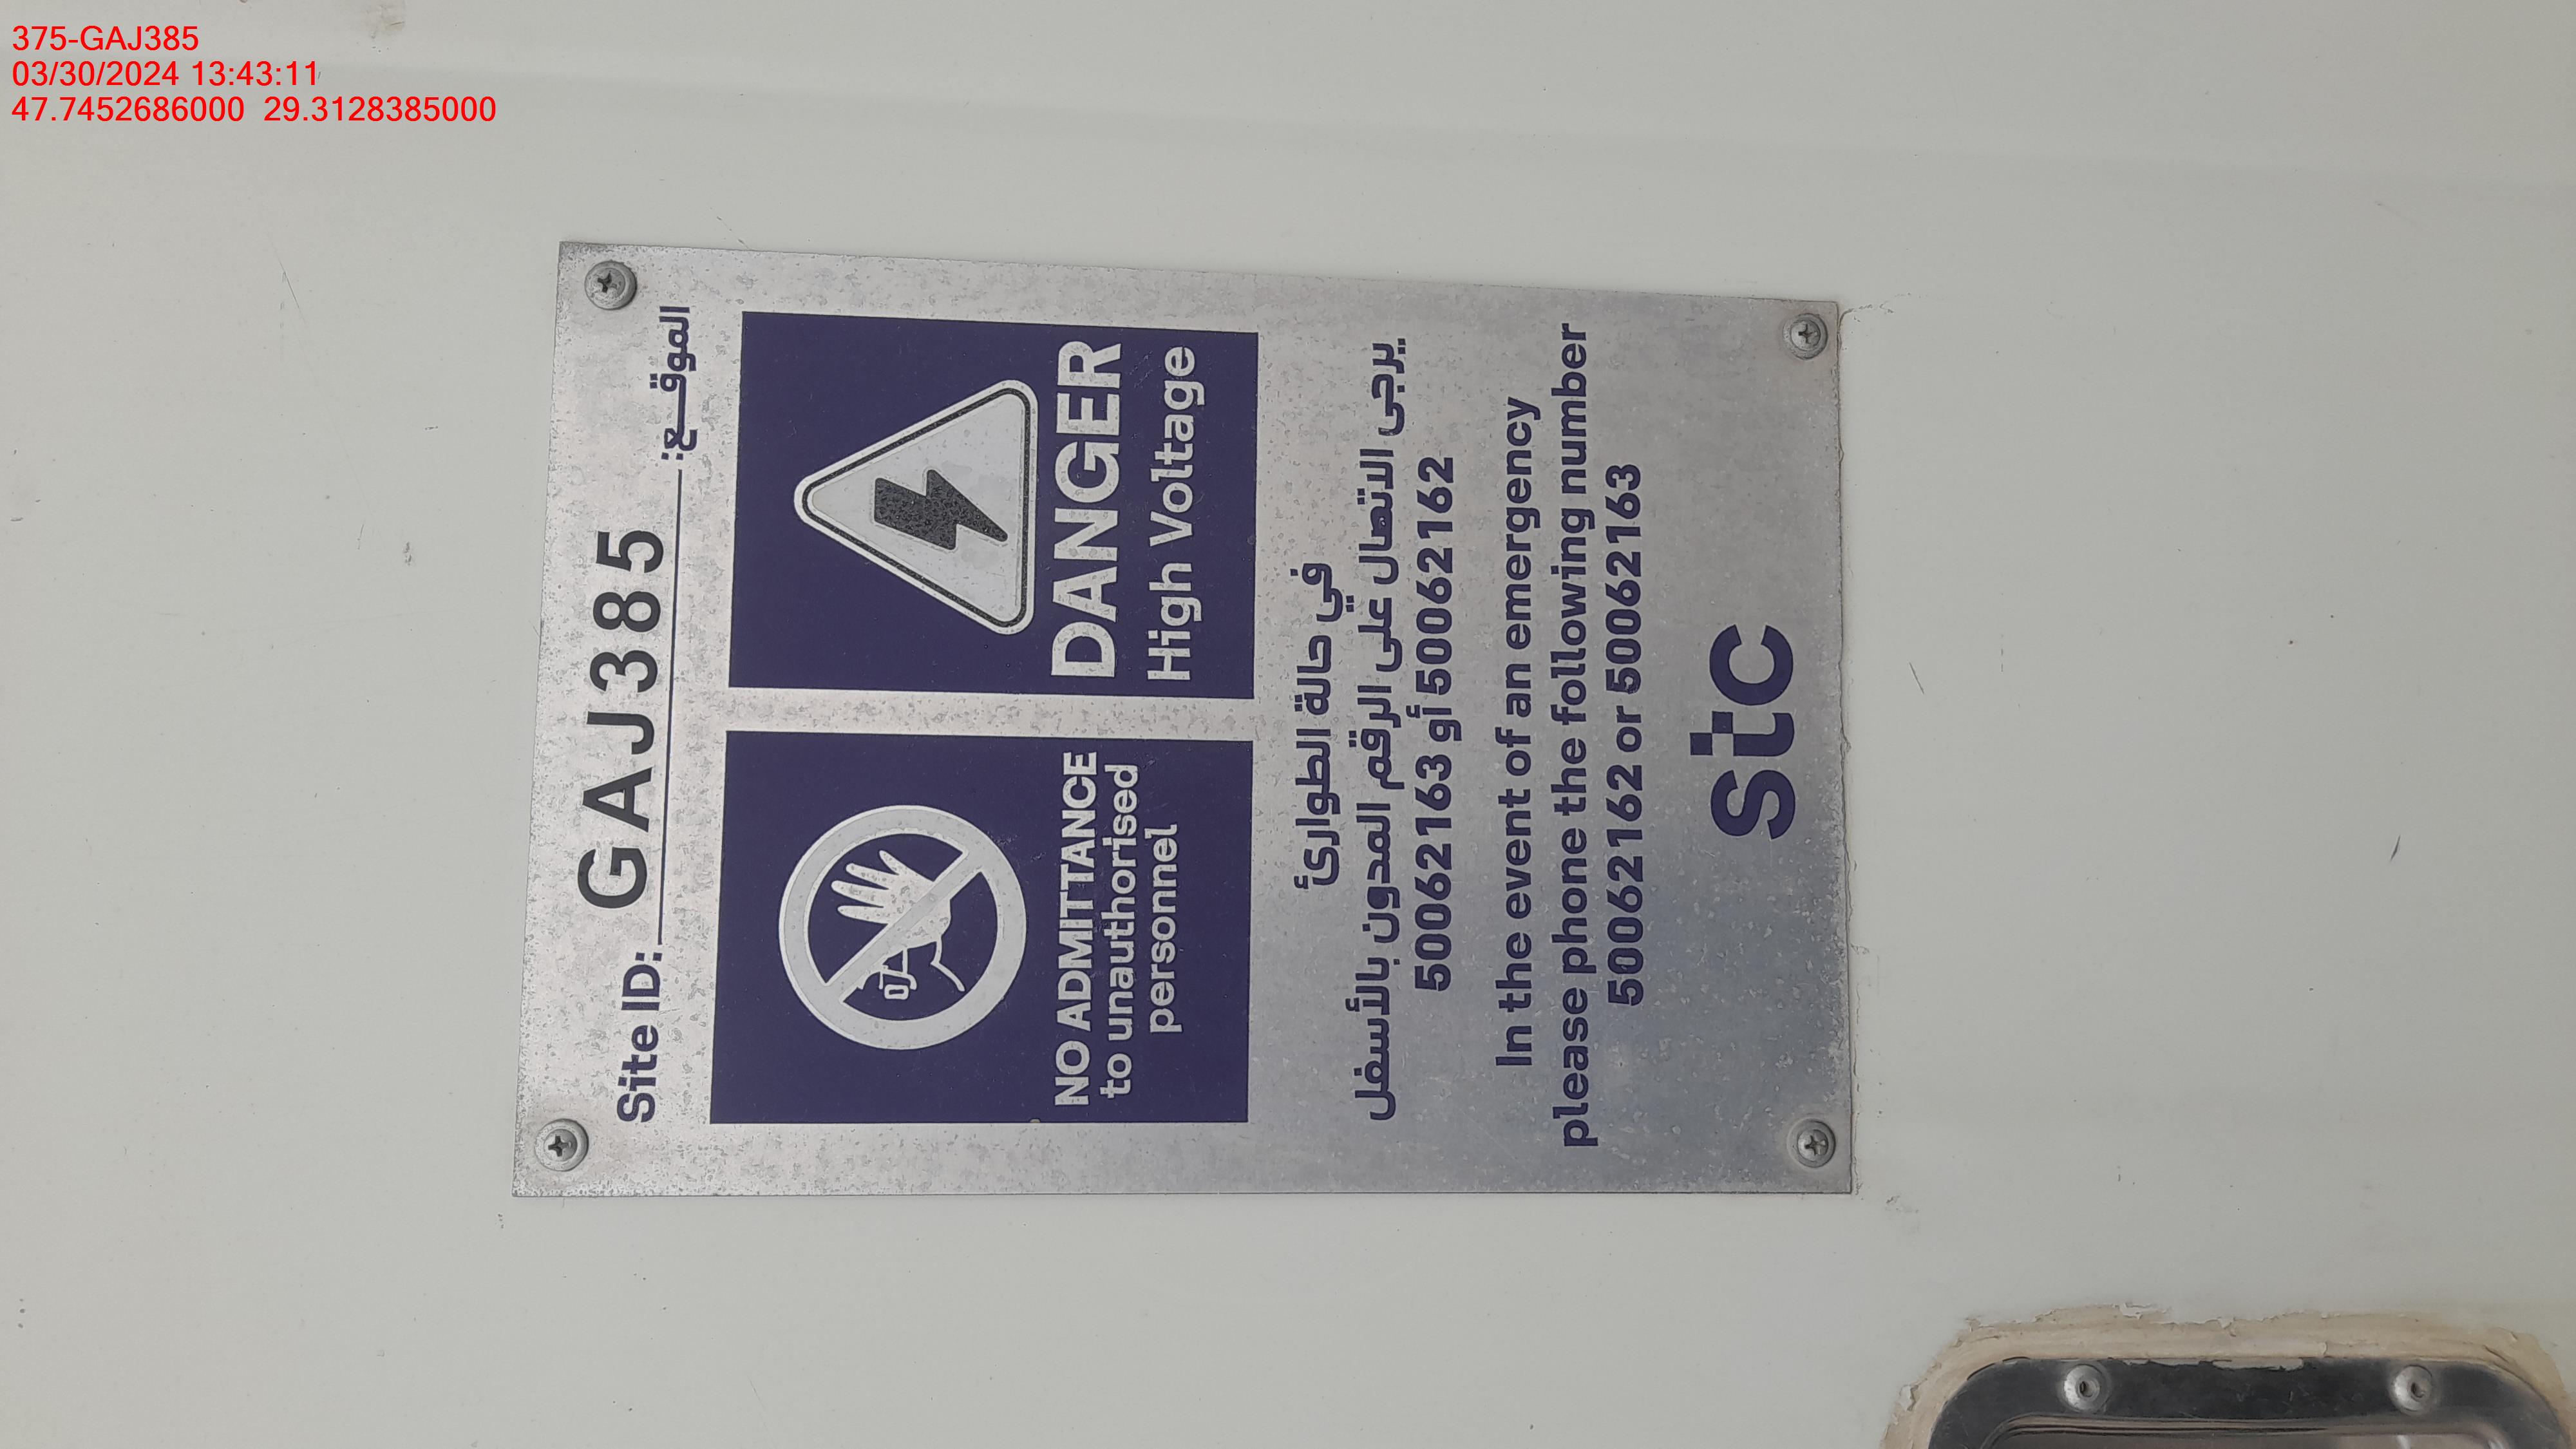 375-GAJ385
03/30/2024 13:43:11
47.7452686000 29.3128385000
Site ID: GAJ385 الموقـع:
NO ADMITTANCE
to unauthorised
personnel
DANGER
High Voltage
في حالة الطوارئ
يرجى الاتصال على الرقم المدون بالأسفل
50062163 أو 50062162
In the event of an emergency
please phone the following number
50062162 or 50062163
stc